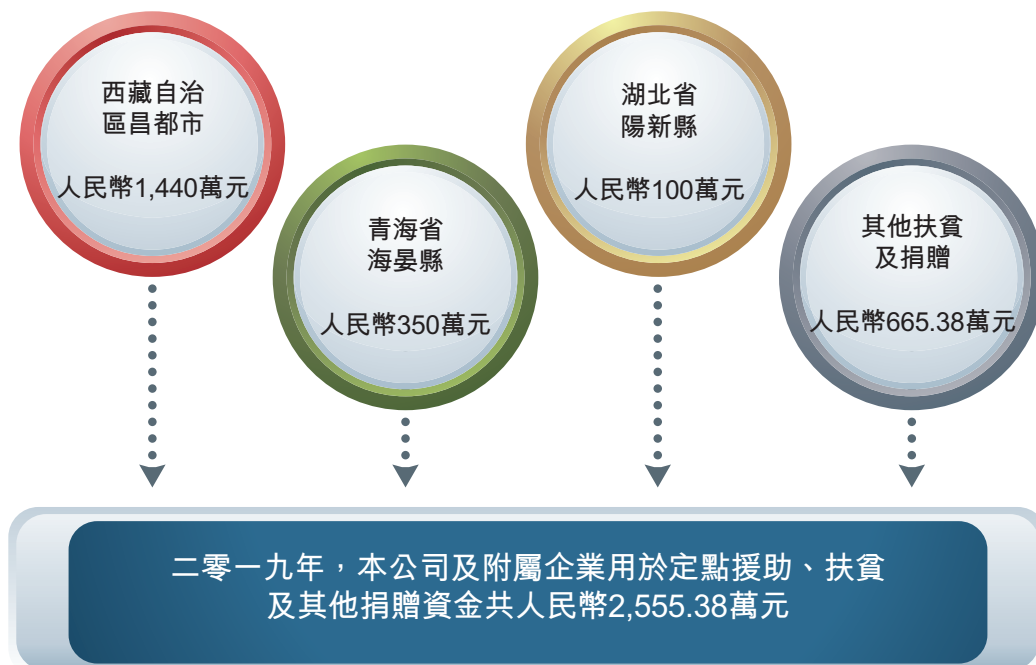 西藏自治
區昌都市
人民幣1,440萬元
青海省
海晏縣
人民幣350萬元
湖北省
陽新縣
人民幣100萬元
其他扶貧
及捐贈
人民幣665.38萬元
二零一九年，本公司及附屬企業用於定點援助、扶貧
及其他捐贈資金共人民幣2,555.38萬元